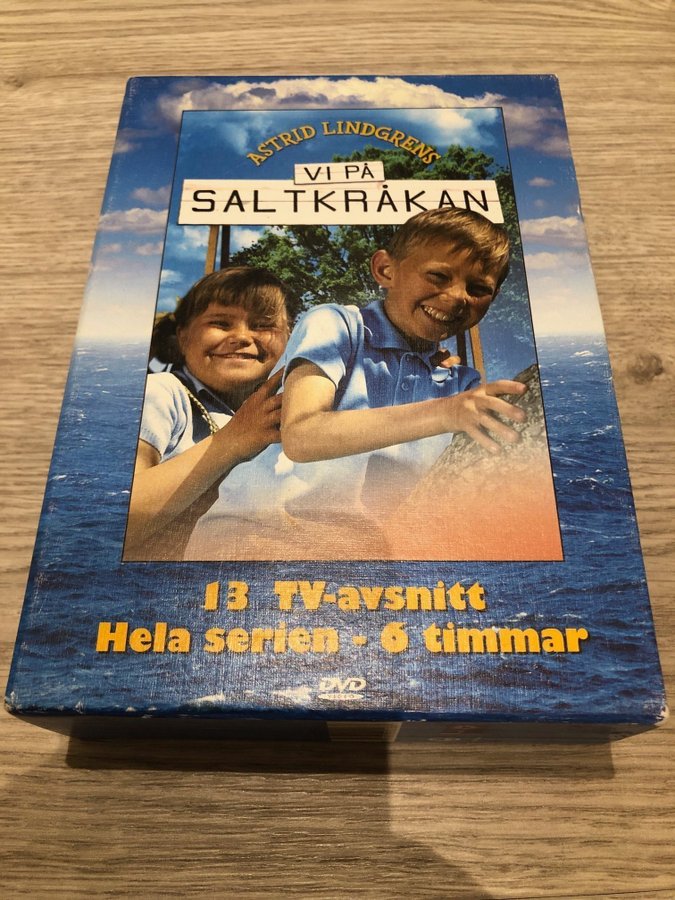 ASTRID LINDGRENS
VI PÅ
SALTKRÅKAN
13 TV-avsnitt
Hela serien - 6 timmar
DVD